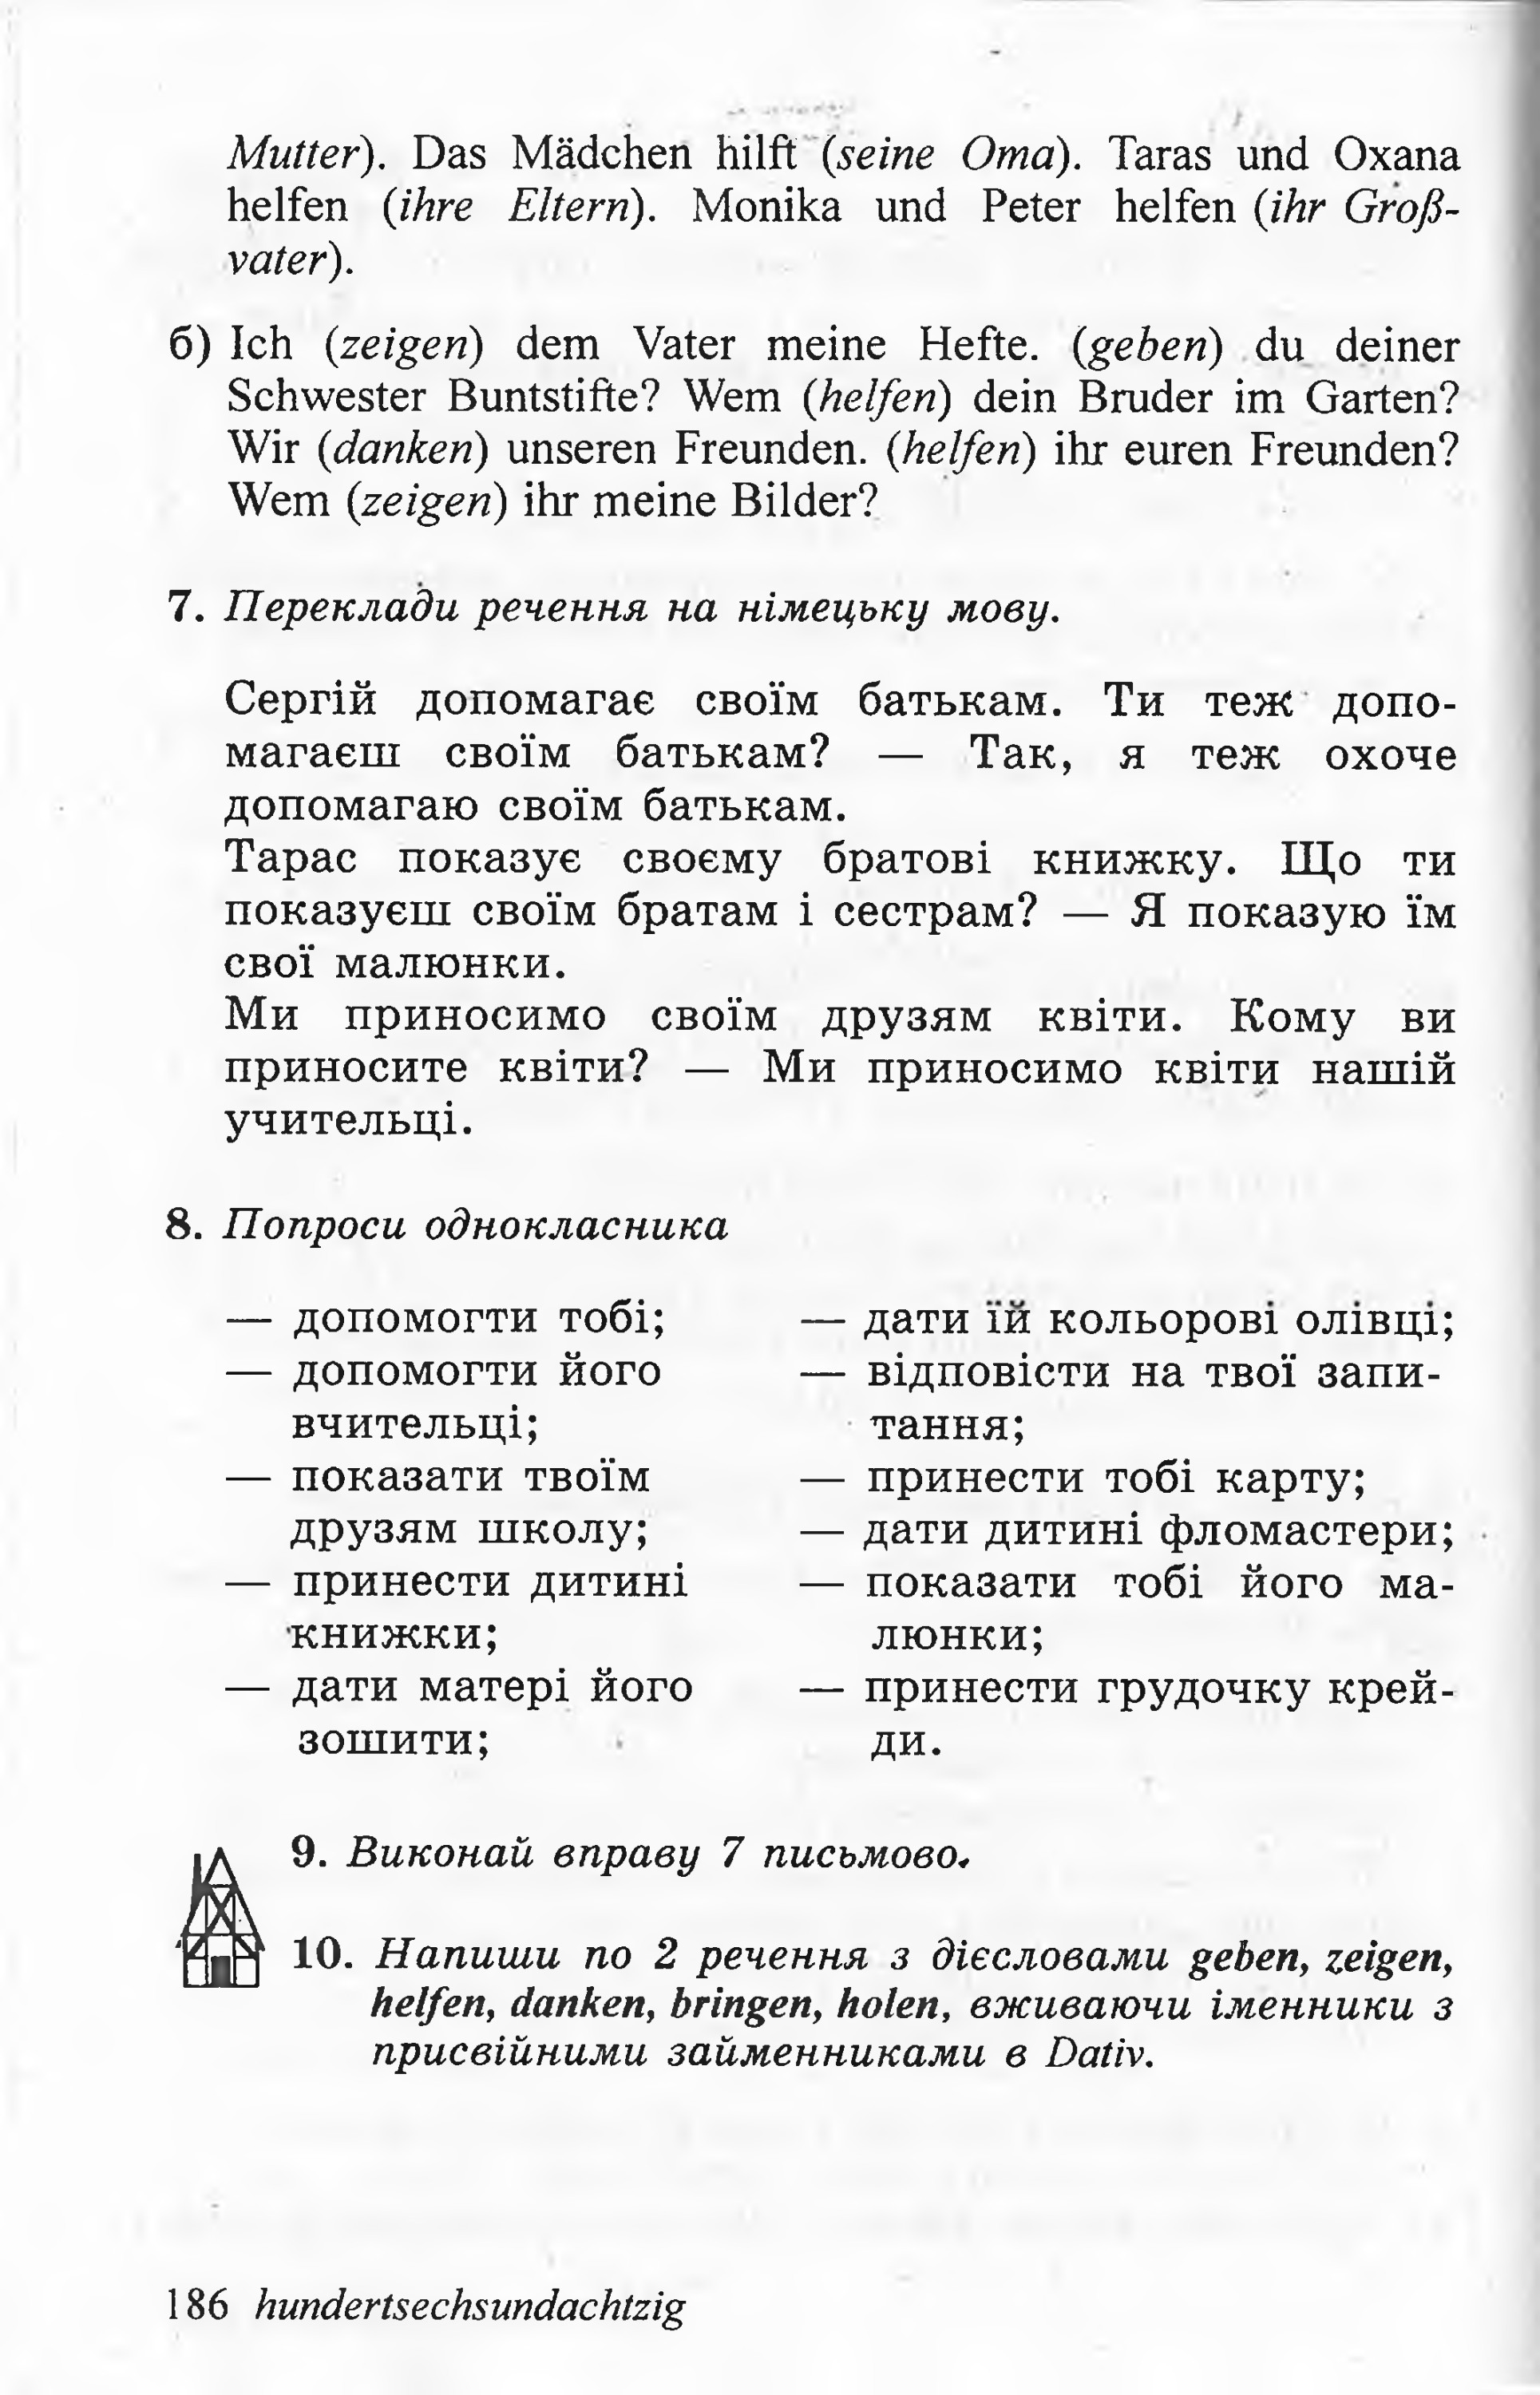 Mutter). Das Mädchen hilft (seine Oma). Taras und Oxana
helfen (ihre Eltern). Monika und Peter helfen (ihr Groß-
vater).
б) Ich (zeigen) dem Vater meine Hefte. (geben) du deiner
Schwester Buntstifte? Wem (helfen) dein Bruder im Garten?
Wir (danken) unseren Freunden. (helfen) ihr euren Freunden?
Wem (zeigen) ihr meine Bilder?
7. Переклади речення на німецьку мову.
Сергій допомагає своїм батькам. Ти теж допо-
магаєш своїм батькам? — Так, я теж охоче
допомагаю своїм батькам.
Тарас показує своєму братові книжку. Що ти
показуєш своїм братам і сестрам? — Я показую їм
свої малюнки.
Ми приносимо своїм друзям квіти. Кому ви
приносите квіти? — Ми приносимо квіти нашій
учительці.
8. Попроси однокласника
— допомогти тобі;
— допомогти його
вчительці;
— показати твоїм
друзям школу;
— принести дитині
книжки;
— дати матері його
зошити;
— дати їй кольорові олівці;
— відповісти на твої запи-
тання;
— принести тобі карту;
— дати дитині фломастери;
— показати тобі його ма-
люнки;
— принести грудочку крей-
ди.
9. Виконай вправу 7 письмово.
10. Напиши по 2 речення з дієсловами geben, zeigen,
helfen, danken, bringen, holen, вживаючи іменники з
присвійними займенниками в Dativ.
186 hundertsechsundachtzig